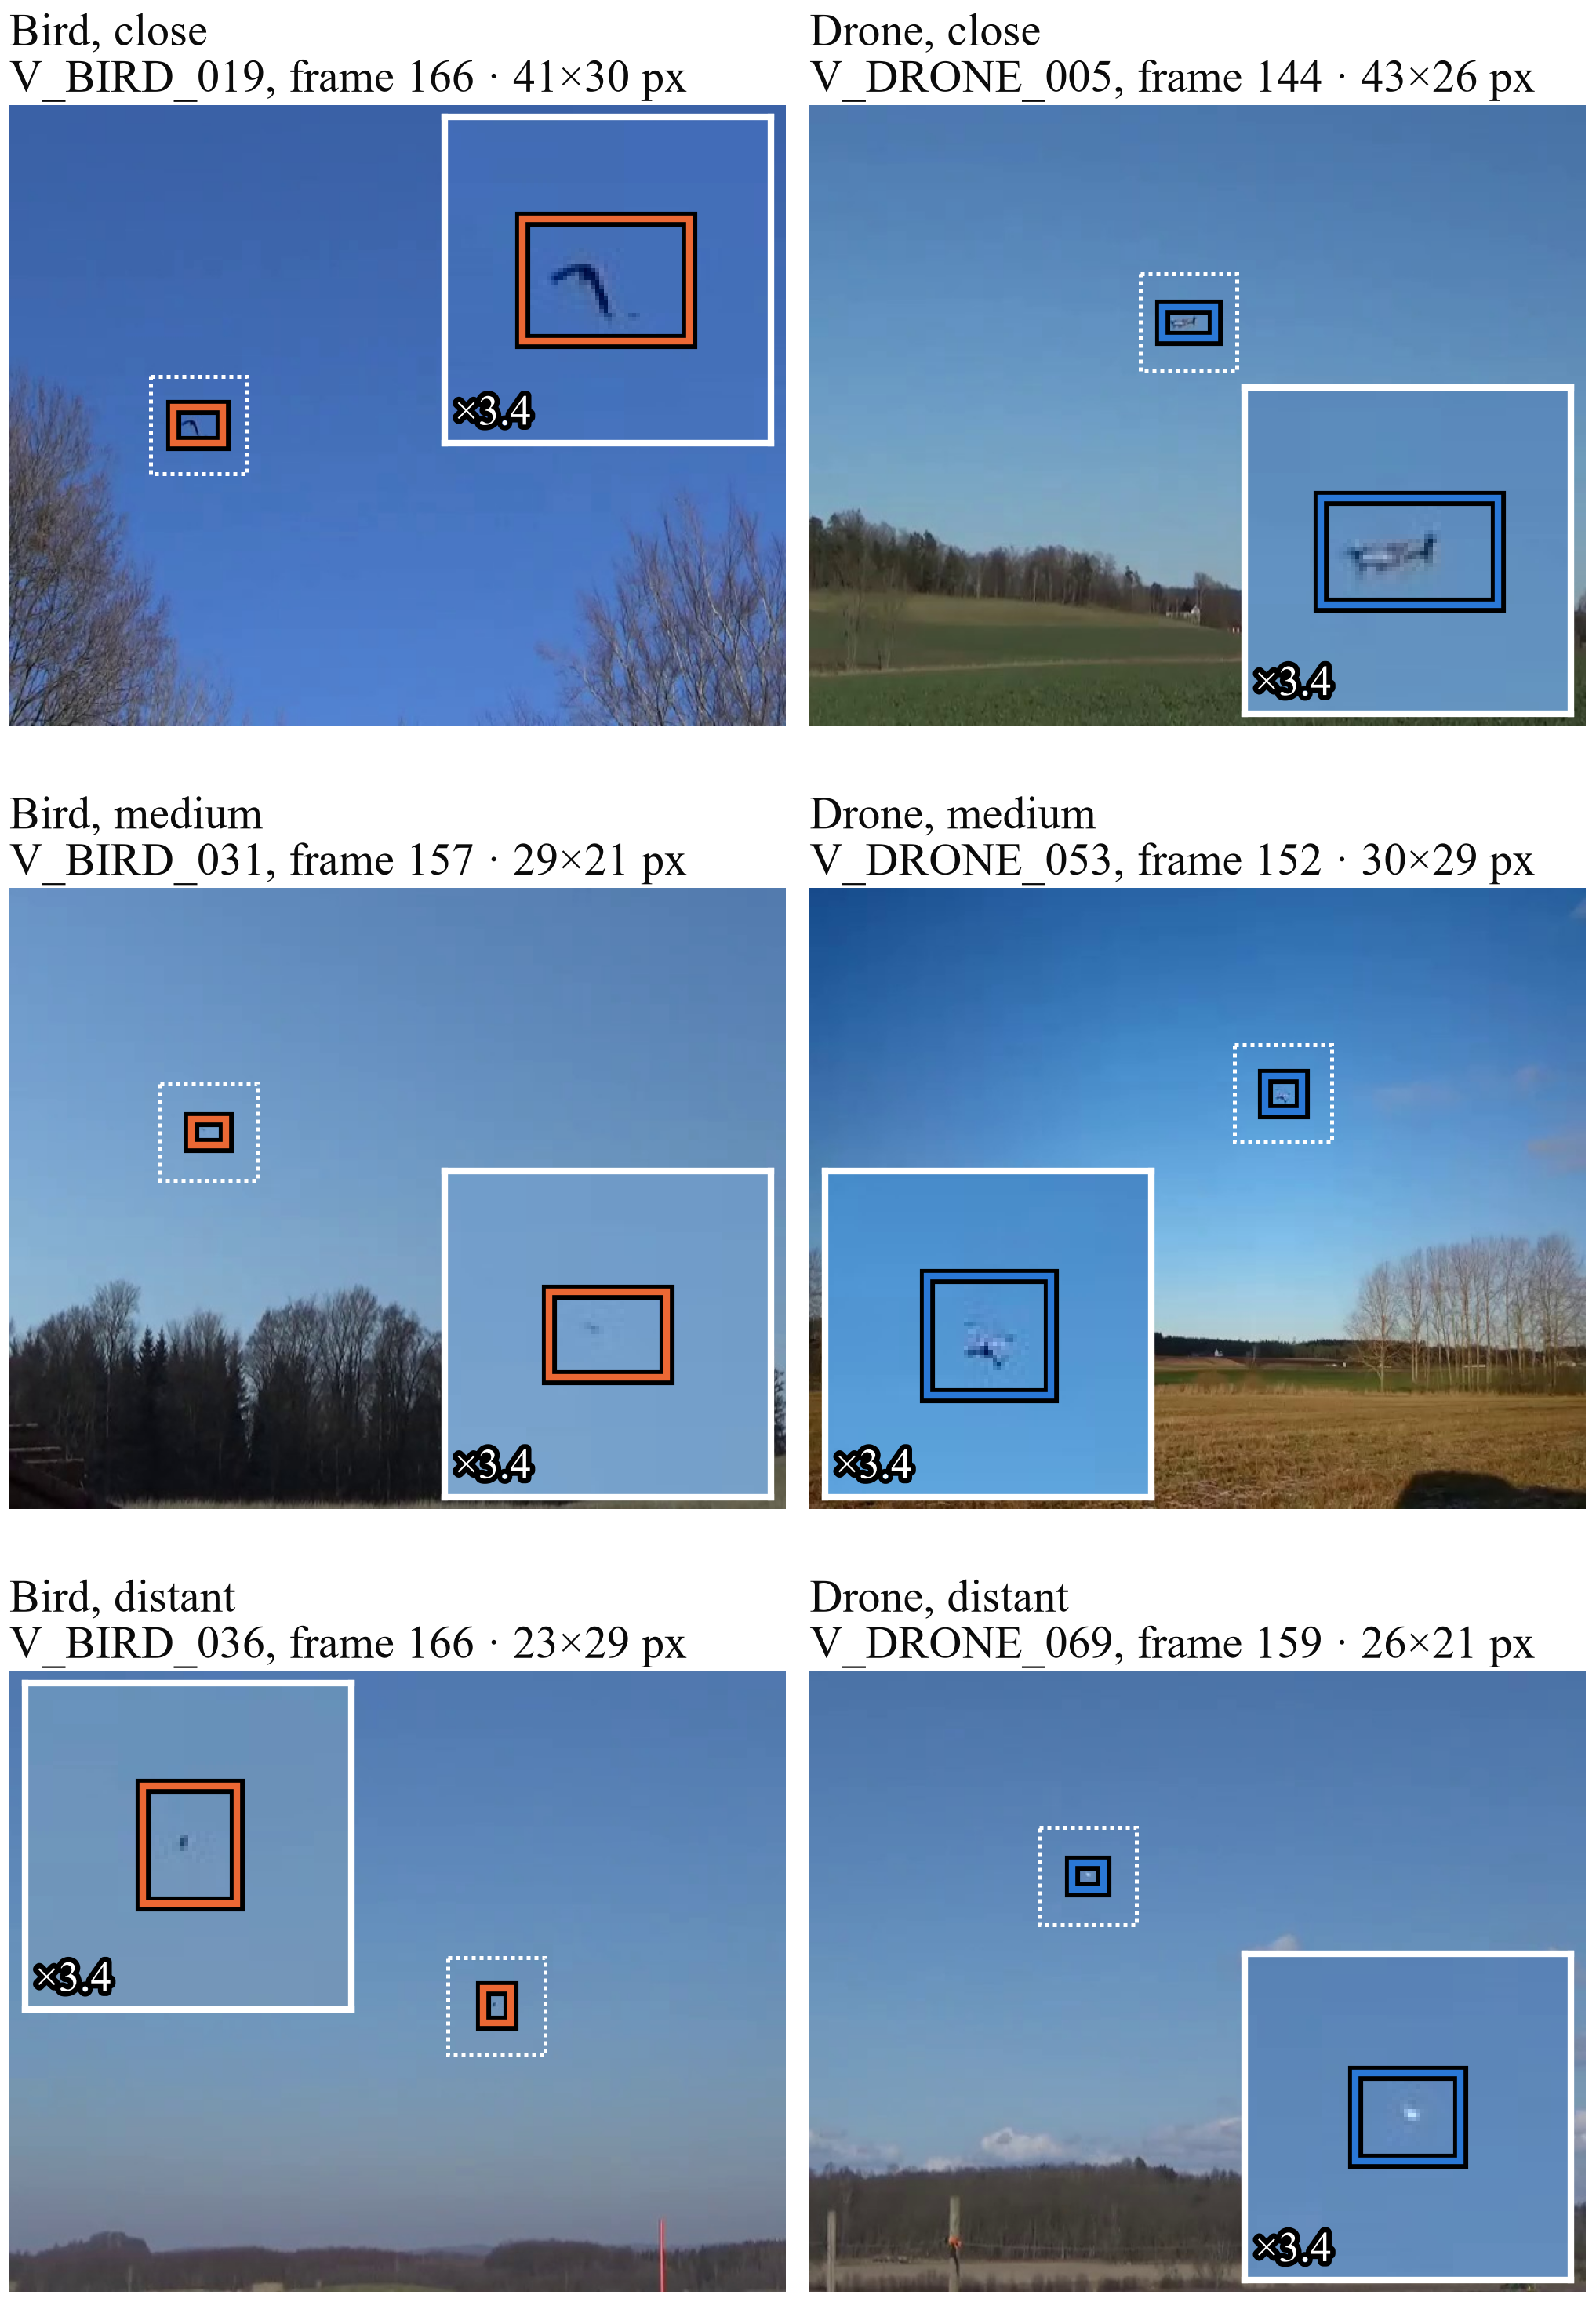 Bird, close
V_BIRD_019, frame 166 · 41×30 px
×3.4
Drone, close
V_DRONE_005, frame 144 · 43×26 px
×3.4
Bird, medium
V_BIRD_031, frame 157 · 29×21 px
×3.4
Drone, medium
V_DRONE_053, frame 152 · 30×29 px
×3.4
Bird, distant
V_BIRD_036, frame 166 · 23×29 px
×3.4
Drone, distant
V_DRONE_069, frame 159 · 26×21 px
×3.4